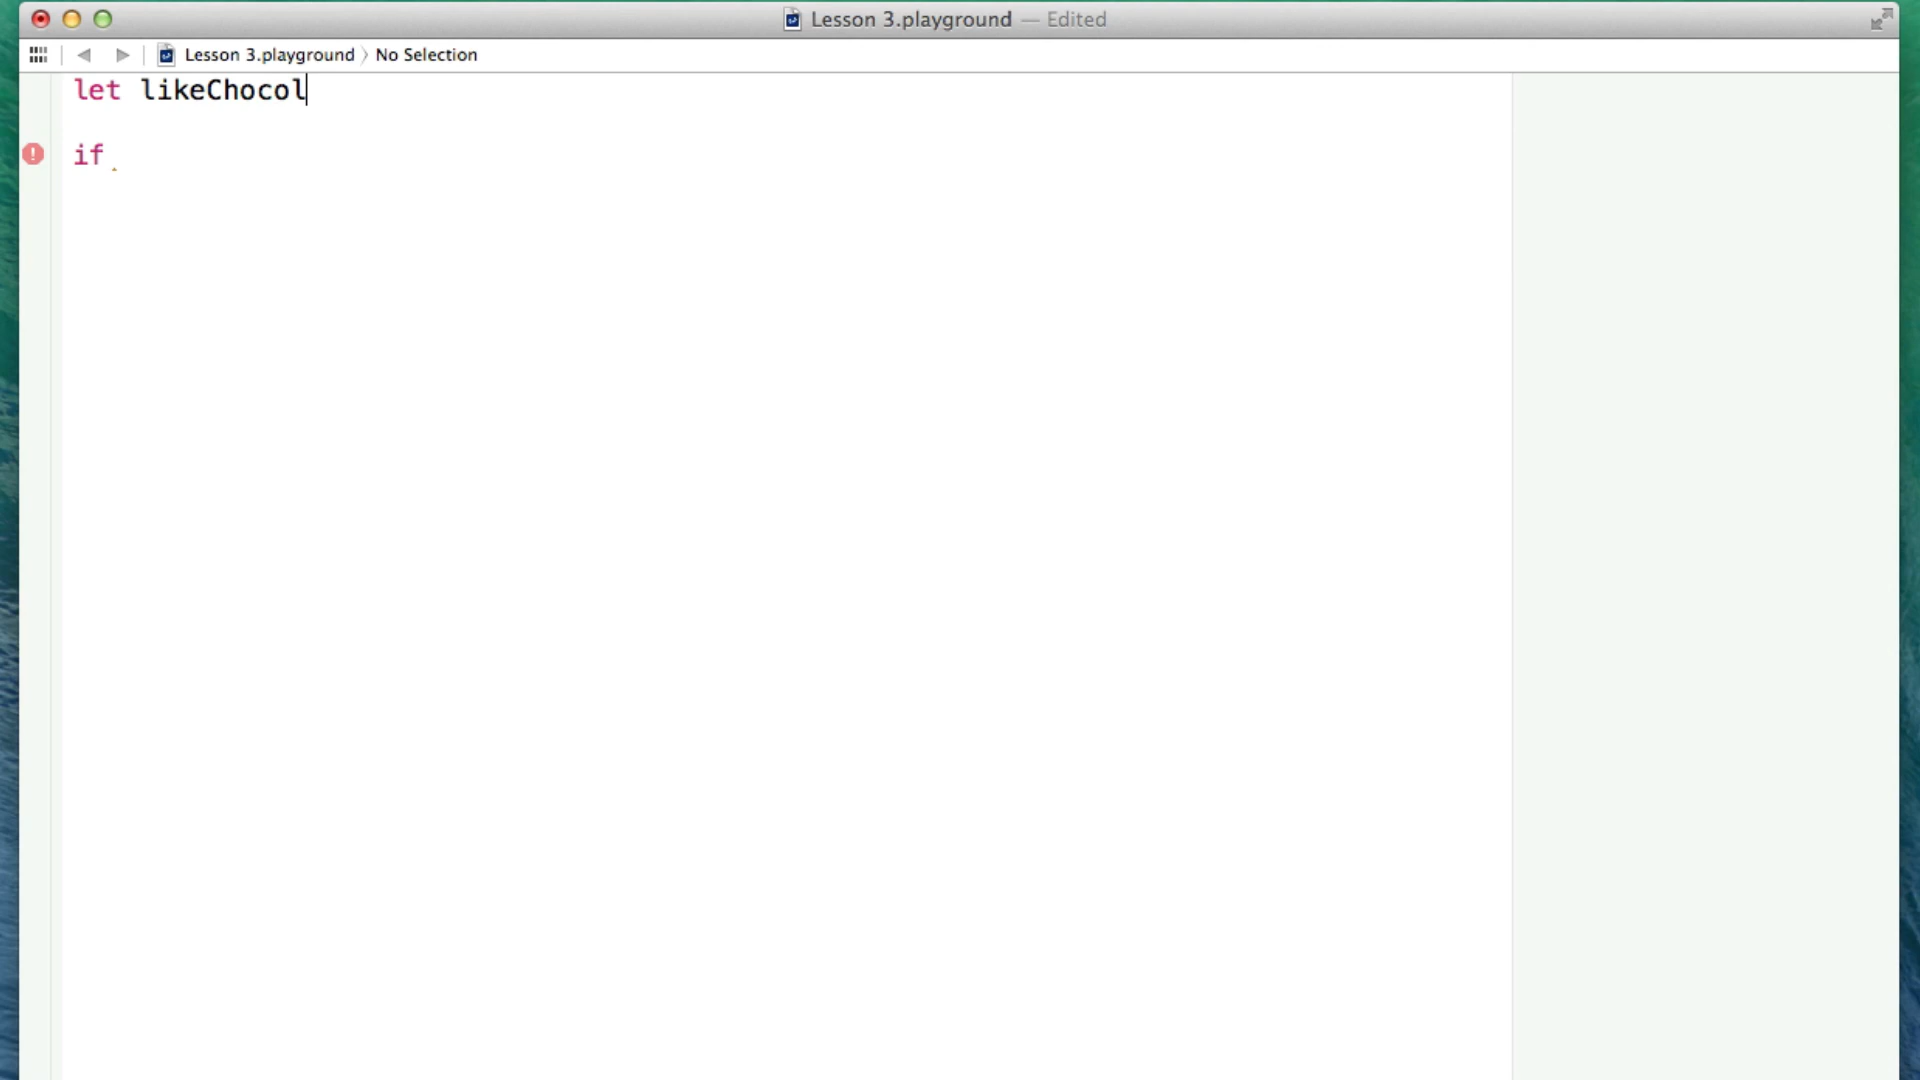 Lesson 3.playground — Edited
Lesson 3.playground 〉 No Selection
let likeChocol
if